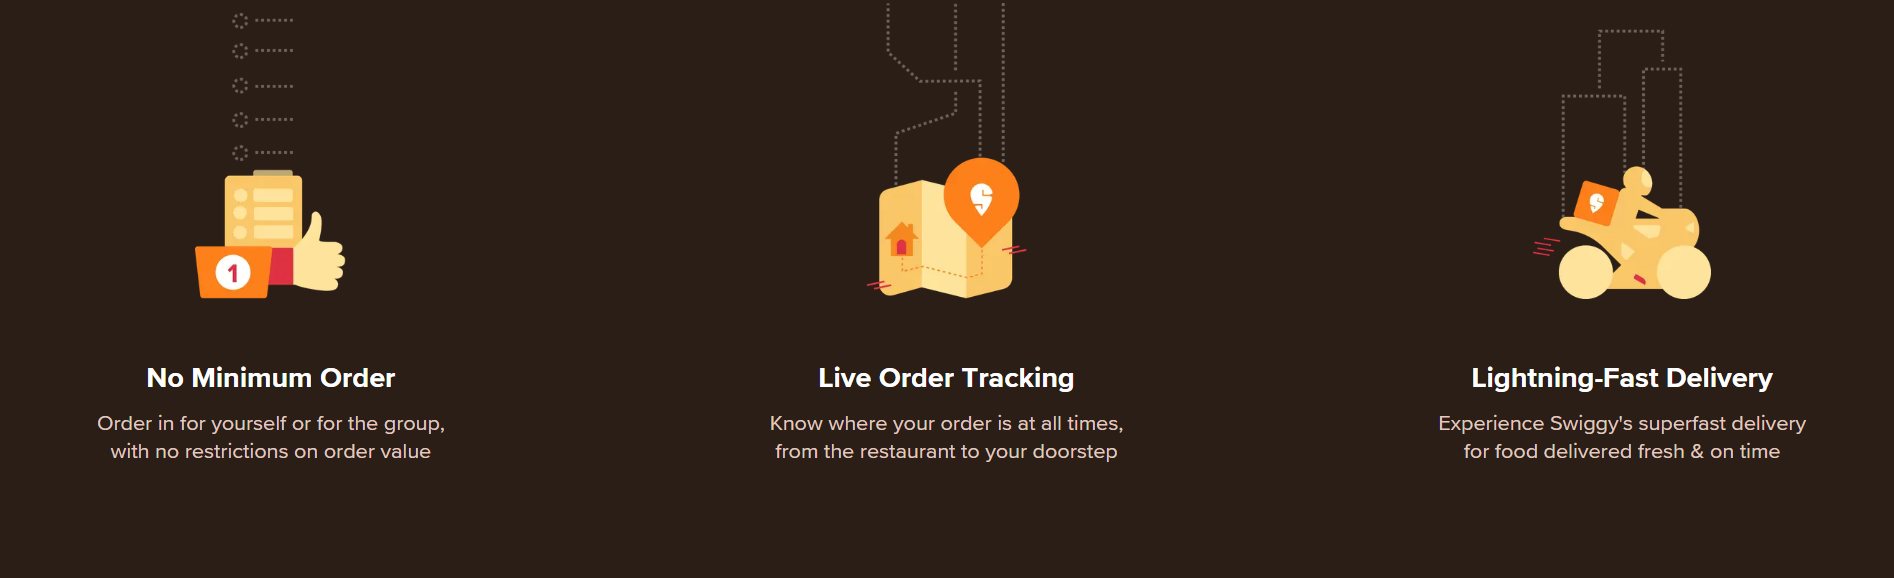 1
No Minimum Order
Order in for yourself or for the group,
with no restrictions on order value
Live Order Tracking
Know where your order is at all times,
from the restaurant to your doorstep
Lightning-Fast Delivery
Experience Swiggy's superfast delivery
for food delivered fresh & on time